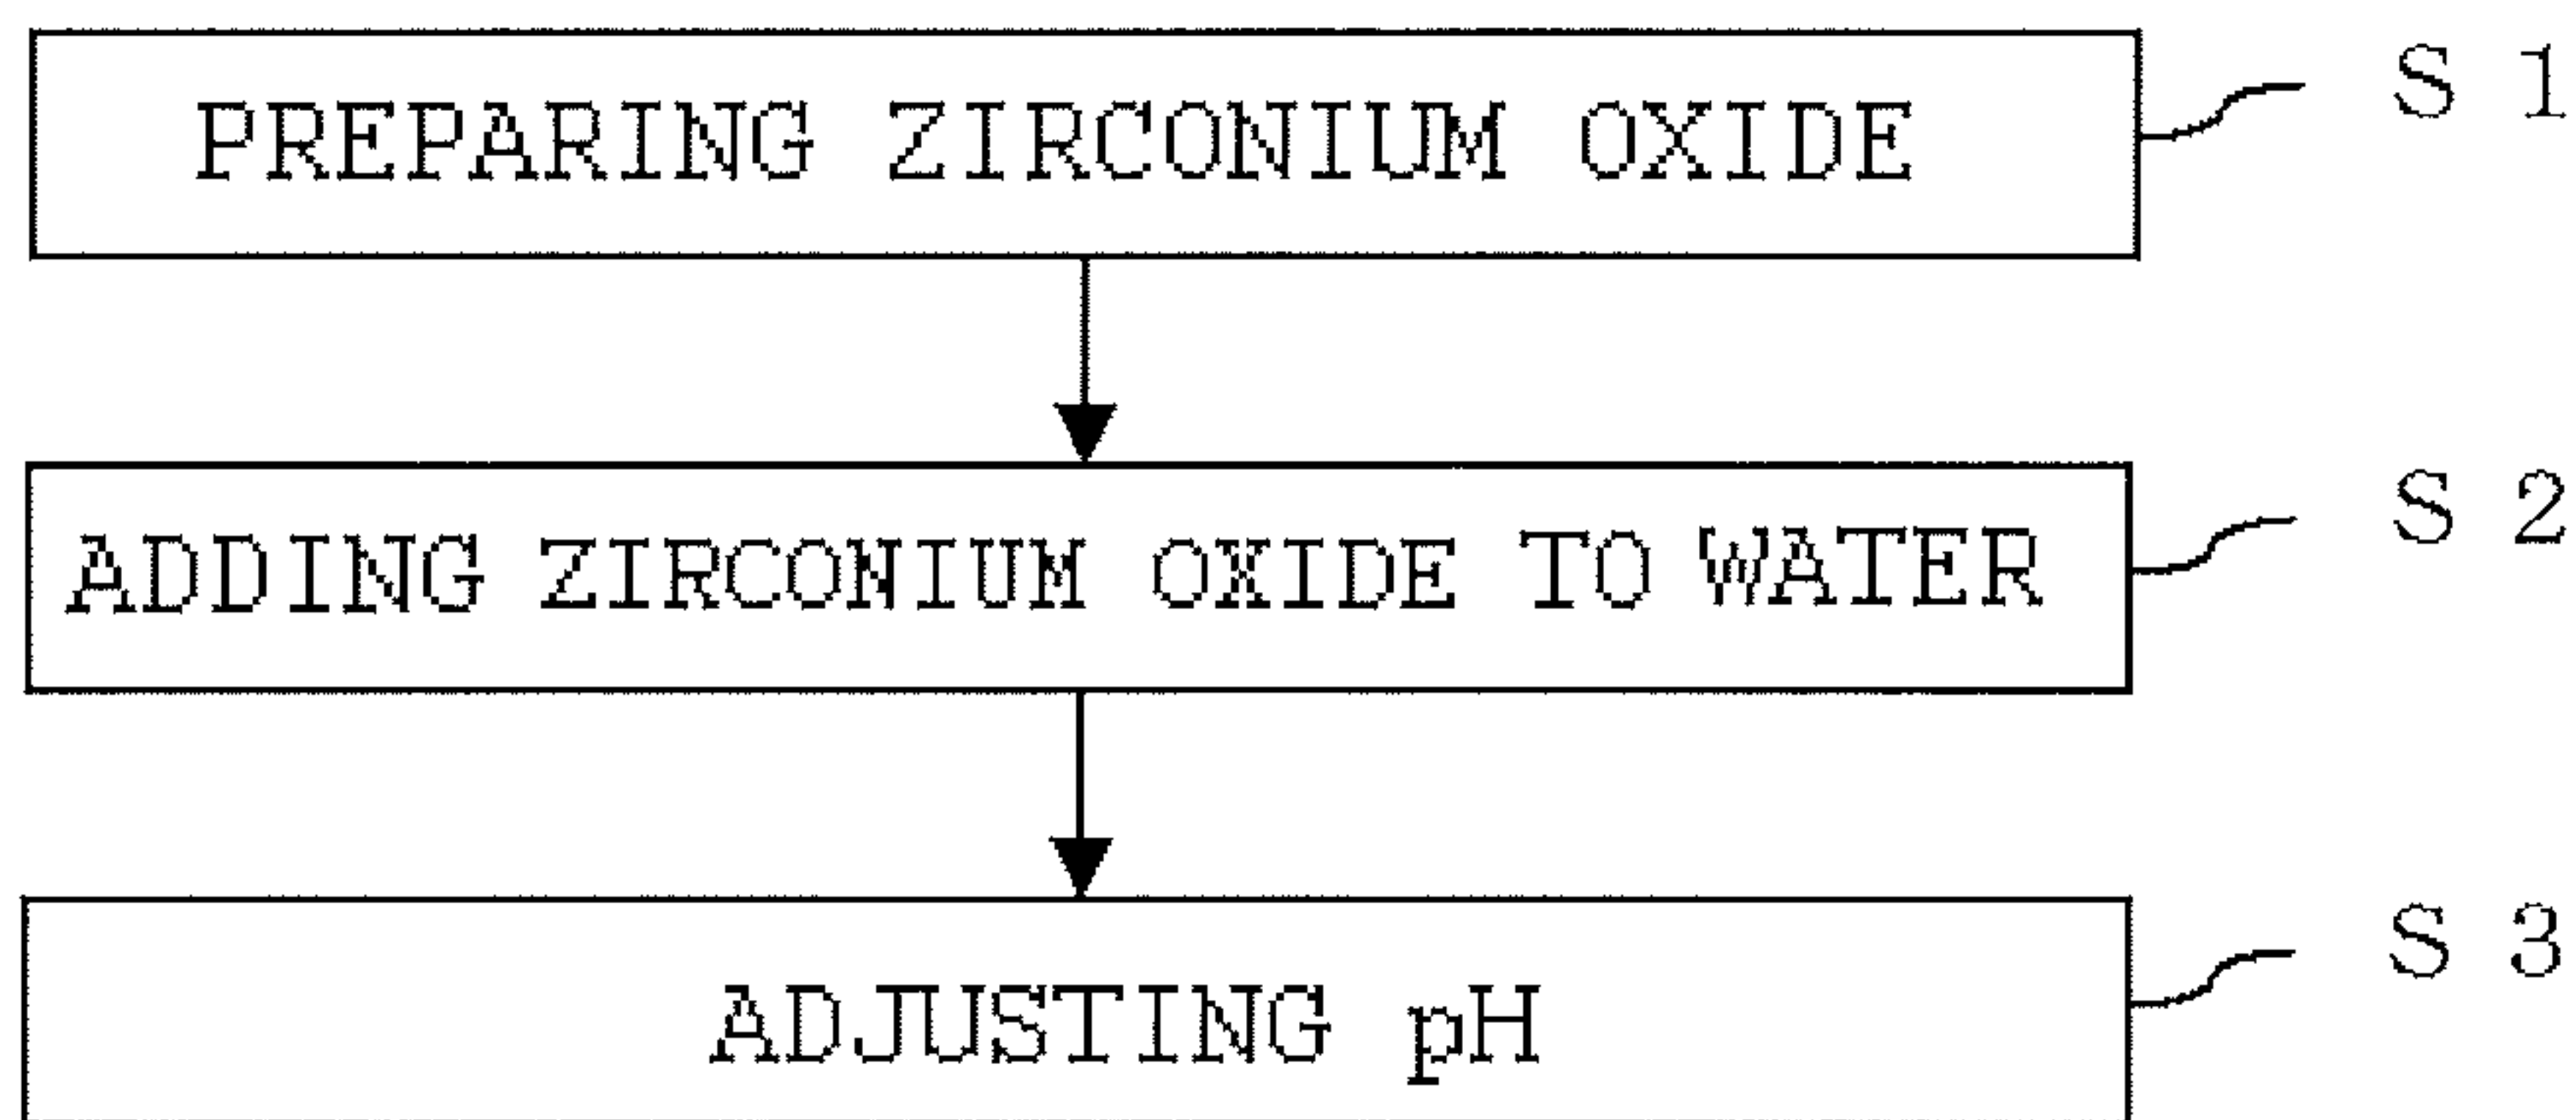 PREPARING ZIRCONIUM OXIDE S 1
ADDING ZIRCONIUM OXIDE TO WATER S 2
ADJUSTING pH S 3